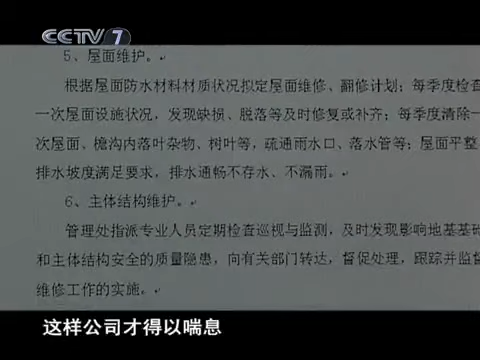 CCTV 7
5、屋面维护。
根据屋面防水材料材质状况拟定屋面维修、翻修计划；每季度检查
一次屋面设施状况，发现缺损、脱落等及时修复或补齐；每季度清除一
次屋面、檐沟内落叶杂物、树叶等，疏通雨水口、落水管等；屋面平整
排水坡度满足要求，排水通畅不存水、不漏雨。
6、主体结构维护。
管理处指派专业人员定期检查巡视与监测，及时发现影响地基基础
和主体结构安全的质量隐患，向有关部门转达，督促处理，跟踪并监督
维修工作的实施。
这样公司才得以喘息